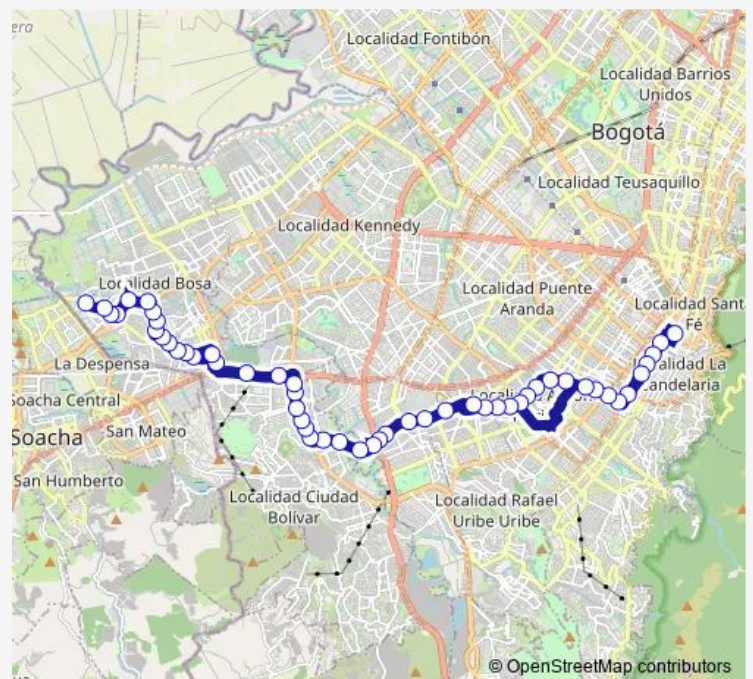 era
Localidad Fontibón
Localidad Barrios
Unidos
Bogotá
Localidad Teusaquillo
Localidad Kennedy
Localidad Bosa
Localidad Puente
Aranda
Localidad Sant
Fé
La Despensa
Localidad La
Candelaria
Soacha Central
Soacha
San Mateo
San Humberto
Localidad Ciudad
Bolívar
Localidad Rafael
Uribe Uribe
© OpenStreetMap contributors